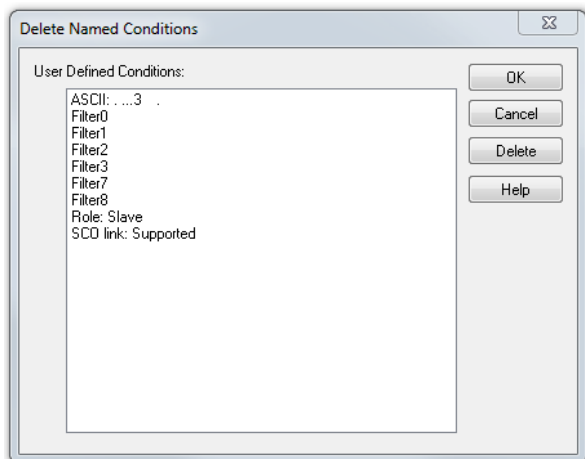 Delete Named Conditions
User Defined Conditions:
ASCII: . ...3    .
Filter0
Filter1
Filter2
Filter3
Filter7
Filter8
Role: Slave
SCO link: Supported
OK
Cancel
Delete
Help